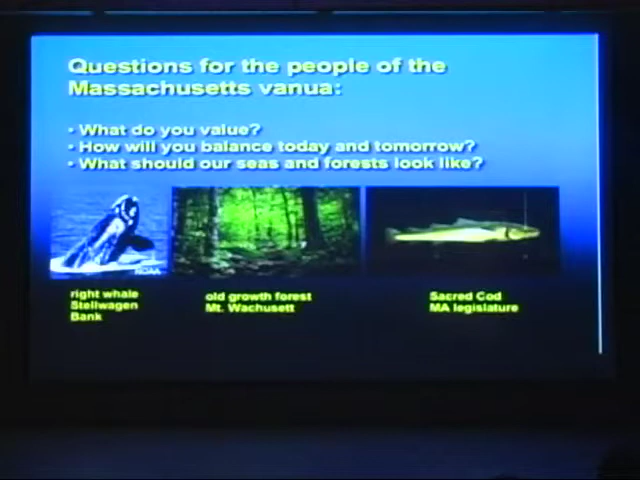 Questions for the people of the
Massachusetts vanua:
• What do you value?
• How will you balance today and tomorrow?
• What should our seas and forests look like?
NOAA
right whale
Stellwagen
Bank
old growth forest
Mt. Wachusett
Sacred Cod
MA legislature